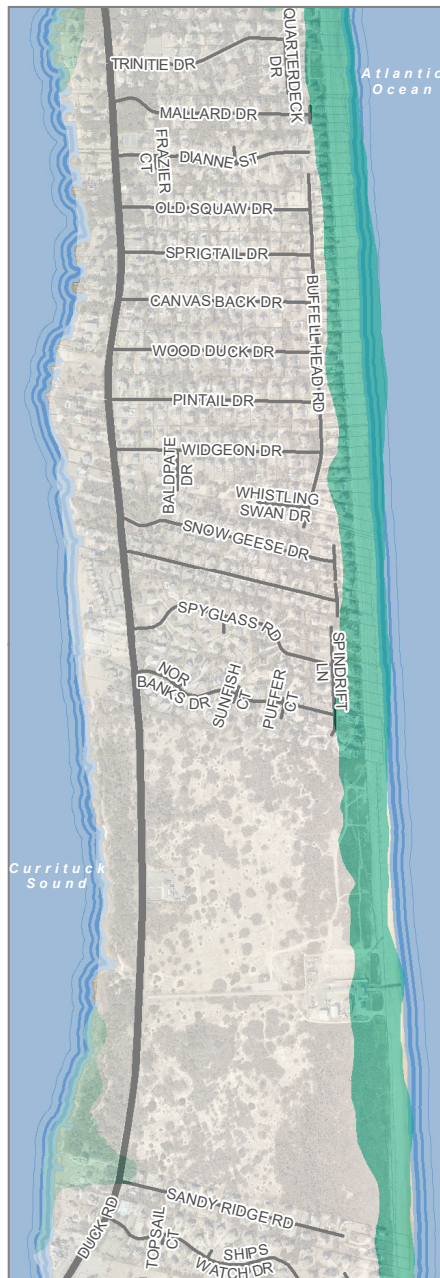 QUARTERDECK
DR
TRINITIE DR
Atlantic
Ocean
MALLARD DR
FRAZIER
CT
DIANNE ST
OLD SQUAW DR
SPRIGTAIL DR
BUFFELL HEAD RD
CANVAS BACK DR
WOOD DUCK DR
PINTAIL DR
WIDGEON DR
BALDPATE
DR
WHISTLING
SWAN DR
SNOW GEESE DR
SPYGLASS RD
SPINDRIFT
LN
NOR
BANKS DR
SUNFISH
CT
PUFFER
CT
Currituck
Sound
SANDY RIDGE RD
DUCK RD
TOPSAIL
CT
SHIPS
WATCH DR